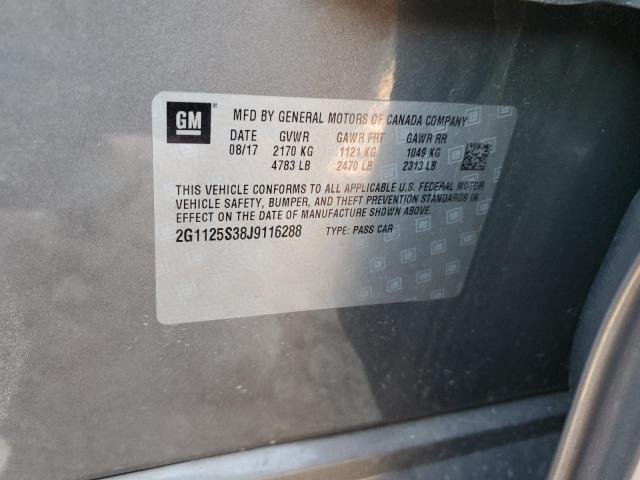 GM
MFD BY GENERAL MOTORS OF CANADA COMPANY
DATE GVWR GAWR FRT GAWR RR
08/17 2170 KG 1121 KG 1049 KG
4783 LB 2470 LB 2313 LB
THIS VEHICLE CONFORMS TO ALL APPLICABLE U.S. FEDERAL MOTOR
VEHICLE SAFETY, BUMPER, AND THEFT PREVENTION STANDARDS IN
EFFECT ON THE DATE OF MANUFACTURE SHOWN ABOVE.
2G1125S38J9116288 TYPE: PASS CAR